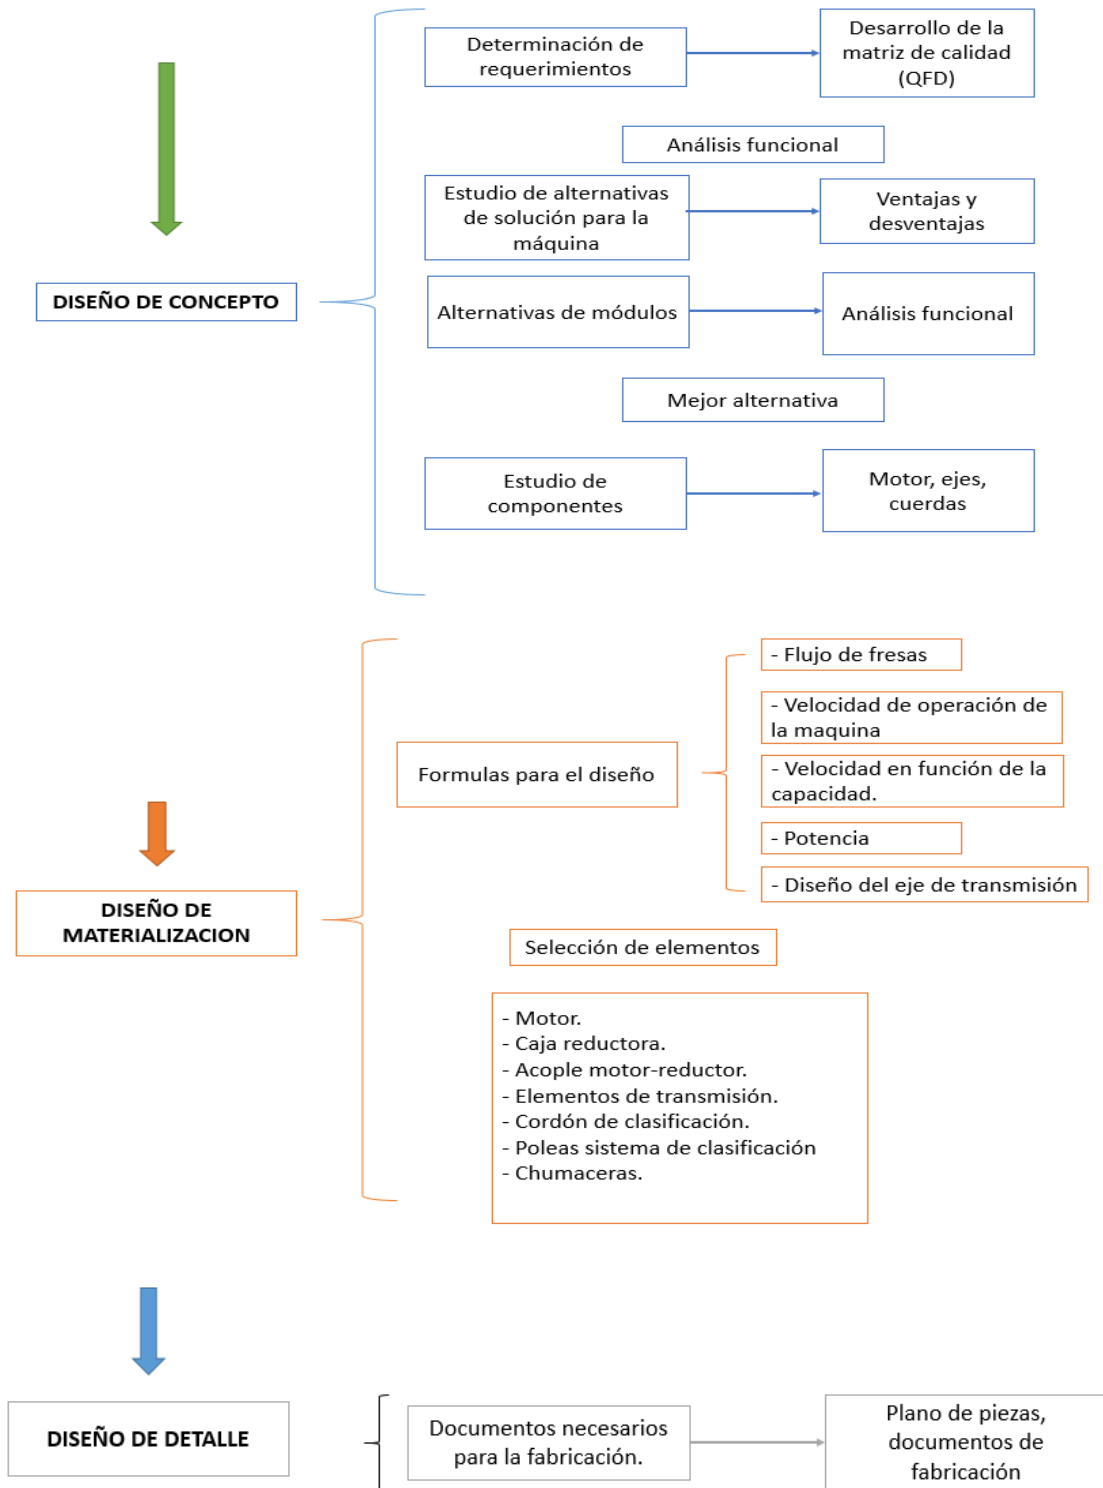 Determinación de
requerimientos
Desarrollo de la
matriz de calidad
(QFD)
Análisis funcional
Estudio de alternativas
de solución para la
máquina
Ventajas y
desventajas
DISEÑO DE CONCEPTO
Alternativas de módulos
Análisis funcional
Mejor alternativa
Estudio de
componentes
Motor, ejes,
cuerdas
- Flujo de fresas
- Velocidad de operación de
la maquina
Formulas para el diseño
- Velocidad en función de la
capacidad.
- Potencia
- Diseño del eje de transmisión
DISEÑO DE
MATERIALIZACION
Selección de elementos
- Motor.
- Caja reductora.
- Acople motor-reductor.
- Elementos de transmisión.
- Cordón de clasificación.
- Poleas sistema de clasificación
- Chumaceras.
DISEÑO DE DETALLE
Documentos necesarios
para la fabricación.
Plano de piezas,
documentos de
fabricación